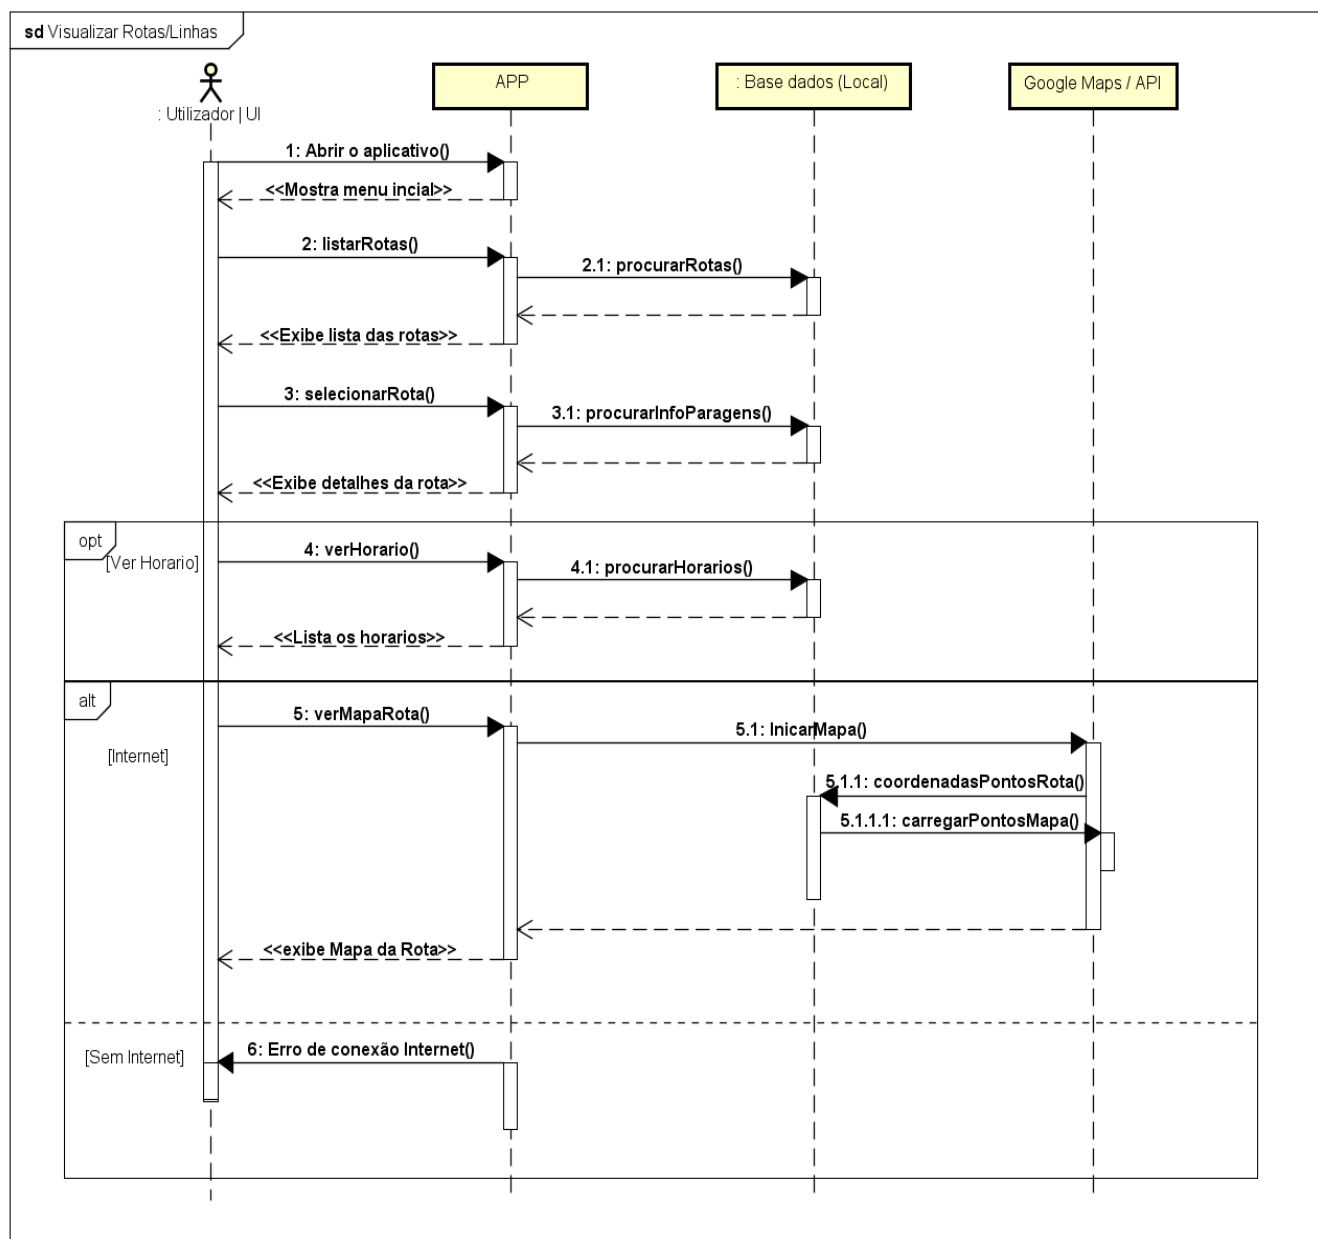 sd Visualizar Rotas/Linhas
: Utilizador | UI
APP
: Base dados (Local)
Google Maps / API
1: Abrir o aplicativo()
<<Mostra menu incial>>
2: listarRotas()
2.1: procurarRotas()
<<Exibe lista das rotas>>
3: selecionarRota()
3.1: procurarInfoParagens()
<<Exibe detalhes da rota>>
opt
[Ver Horario]
4: verHorario()
4.1: procurarHorarios()
<<Lista os horarios>>
alt
[Internet]
5: verMapaRota()
5.1: InicarMapa()
5.1.1: coordenadasPontosRota()
5.1.1.1: carregarPontosMapa()
<<exibe Mapa da Rota>>
[Sem Internet]
6: Erro de conexão Internet()